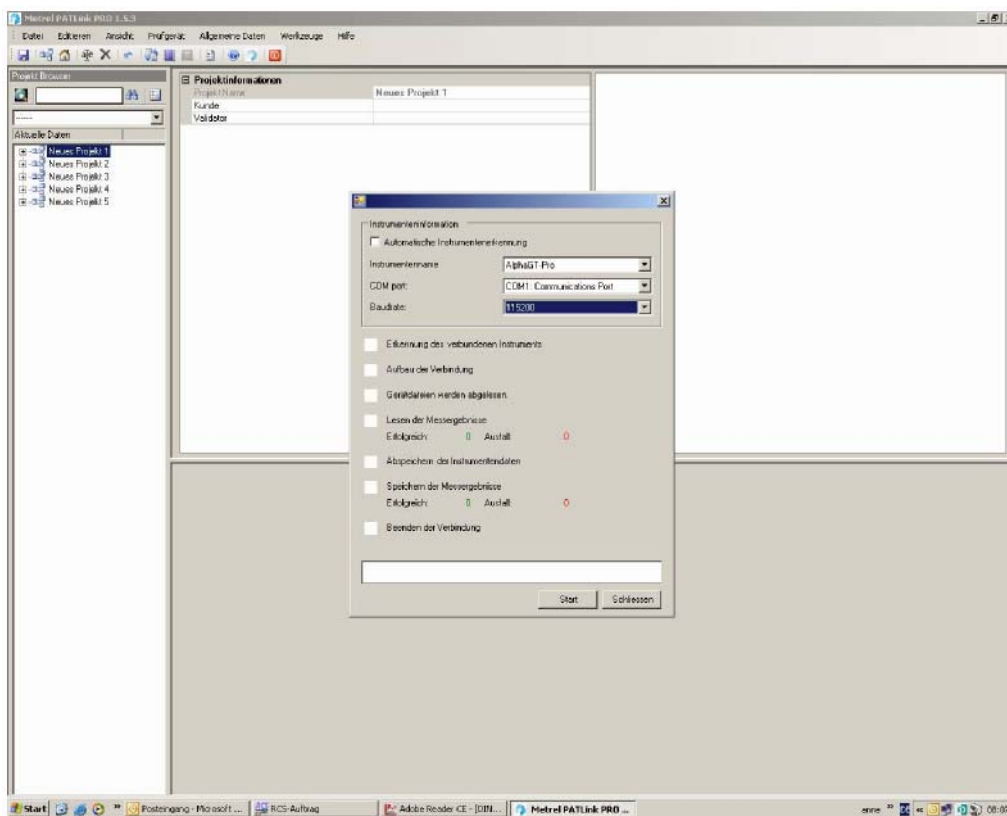 Metrel PATLink PRO 1.5.3
Datei Editieren Ansicht Prüfgerät Allgemeine Daten Werkzeuge Hilfe
Projekt Browser
-----
Aktuelle Daten
Neues Projekt 1
Neues Projekt 2
Neues Projekt 3
Neues Projekt 4
Neues Projekt 5
Projektinformationen
Projekt Name Neues Projekt 1
Kunde
Validator
Instrumenteninformation
Automatische Instrumentenerkennung
Instrumentenname AlphaGT-Pro
COM port: COM1: Communications Port
Baudrate: 115200
Erkennung des verbundenen Instruments
Aufbau der Verbindung
Gerätdateien werden abgelesen.
Lesen der Messergebnisse
Erfolgreich: 0 Ausfall: 0
Abspeichern des Instrumentendaten
Speichern der Messergebnisse
Erfolgreich: 0 Ausfall: 0
Beenden der Verbindung
Start Schliessen
Start Posteingang - Microsoft ... RCS-Auftrag Adobe Reader CE - [DIN... Metrel PATLink PRO ... anne DE